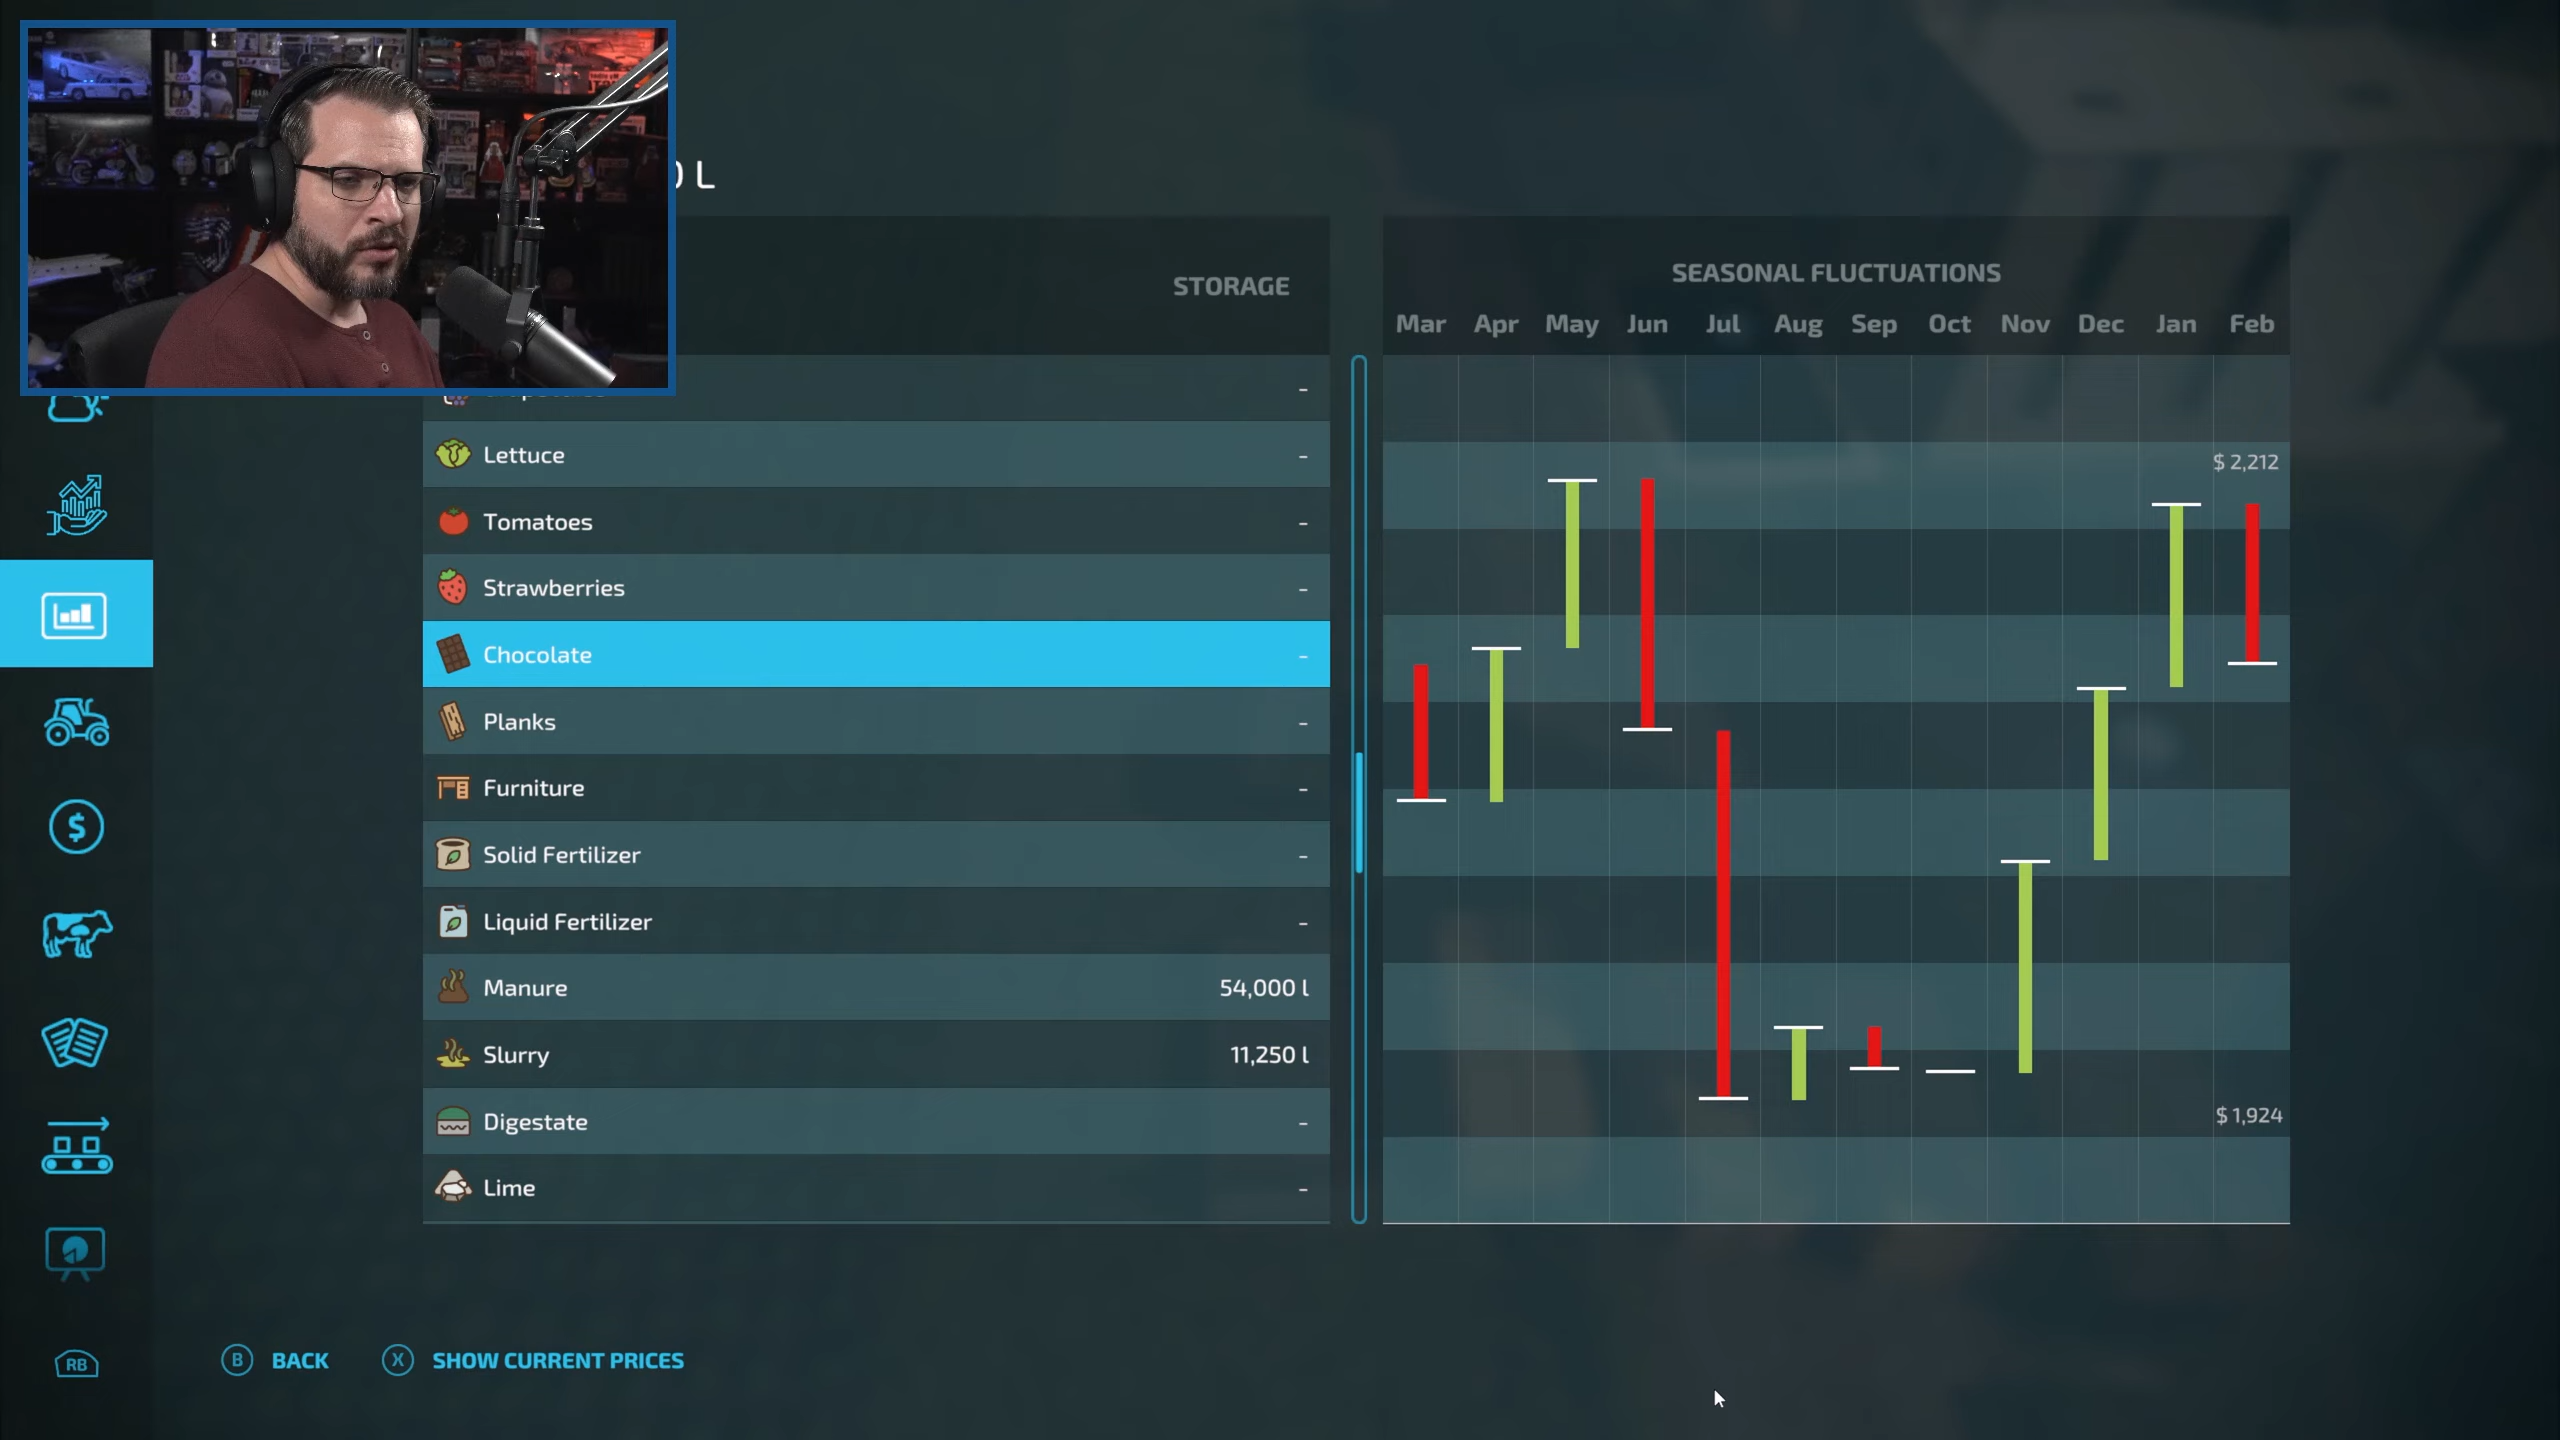 L
STORAGE
SEASONAL FLUCTUATIONS
Mar Apr May Jun Jul Aug Sep Oct Nov Dec Jan Feb
-
Lettuce -
$ 2,212
Tomatoes -
Strawberries -
Chocolate -
Planks -
Furniture -
Solid Fertilizer -
Liquid Fertilizer -
Manure 54,000 l
Slurry 11,250 l
Digestate -
$ 1,924
Lime -
B BACK X SHOW CURRENT PRICES
RB